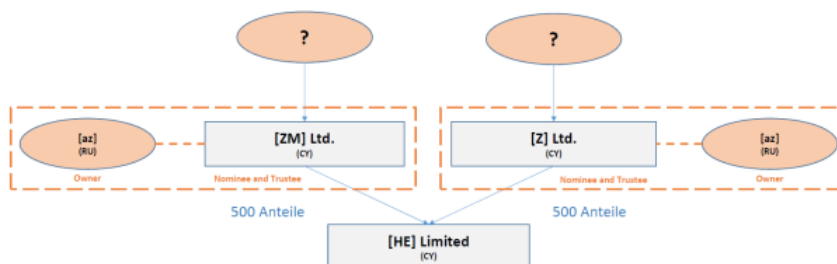 ?
?
[az]
(RU)
[ZM] Ltd.
(CY)
[Z] Ltd.
(CY)
[az]
(RU)
Owner
Nominee and Trustee
Nominee and Trustee
Owner
500 Anteile
500 Anteile
[HE] Limited
(CY)